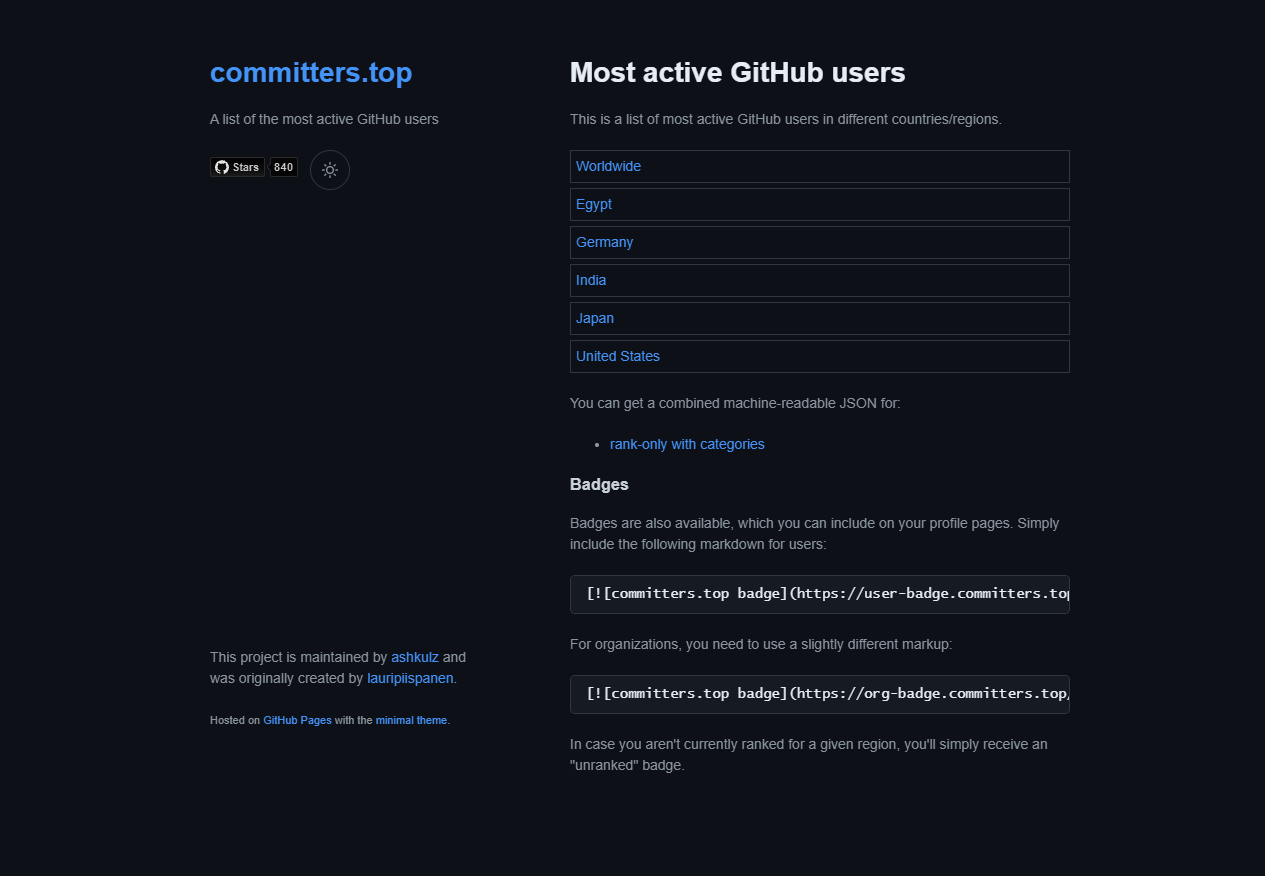 committers.top
A list of the most active GitHub users
Stars 840
Most active GitHub users
This is a list of most active GitHub users in different countries/regions.
Worldwide
Egypt
Germany
India
Japan
United States
You can get a combined machine-readable JSON for:
• rank-only with categories
Badges
Badges are also available, which you can include on your profile pages. Simply
include the following markdown for users:
[![committers.top badge](https://user-badge.committers.top
For organizations, you need to use a slightly different markup:
[![committers.top badge](https://org-badge.committers.top/
In case you aren't currently ranked for a given region, you'll simply receive an
"unranked" badge.
This project is maintained by ashkulz and
was originally created by lauripiispanen.
Hosted on GitHub Pages with the minimal theme.